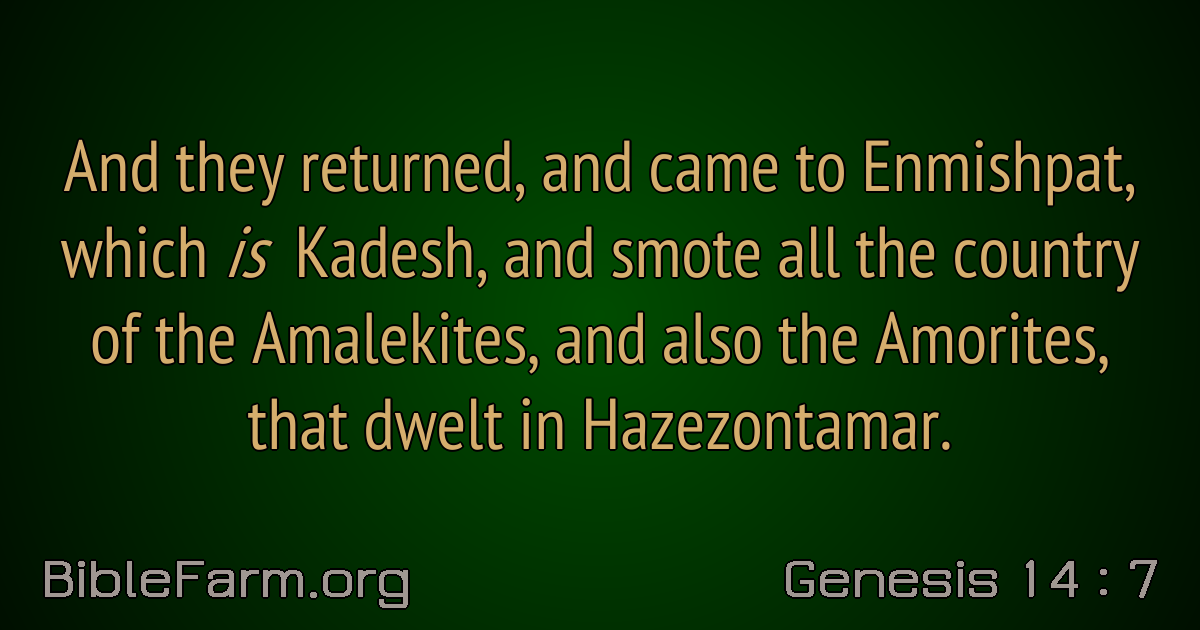 And they returned, and came to Enmishpat,
which is Kadesh, and smote all the country
of the Amalekites, and also the Amorites,
that dwelt in Hazezontamar.
BibleFarm.org
Genesis 14 : 7